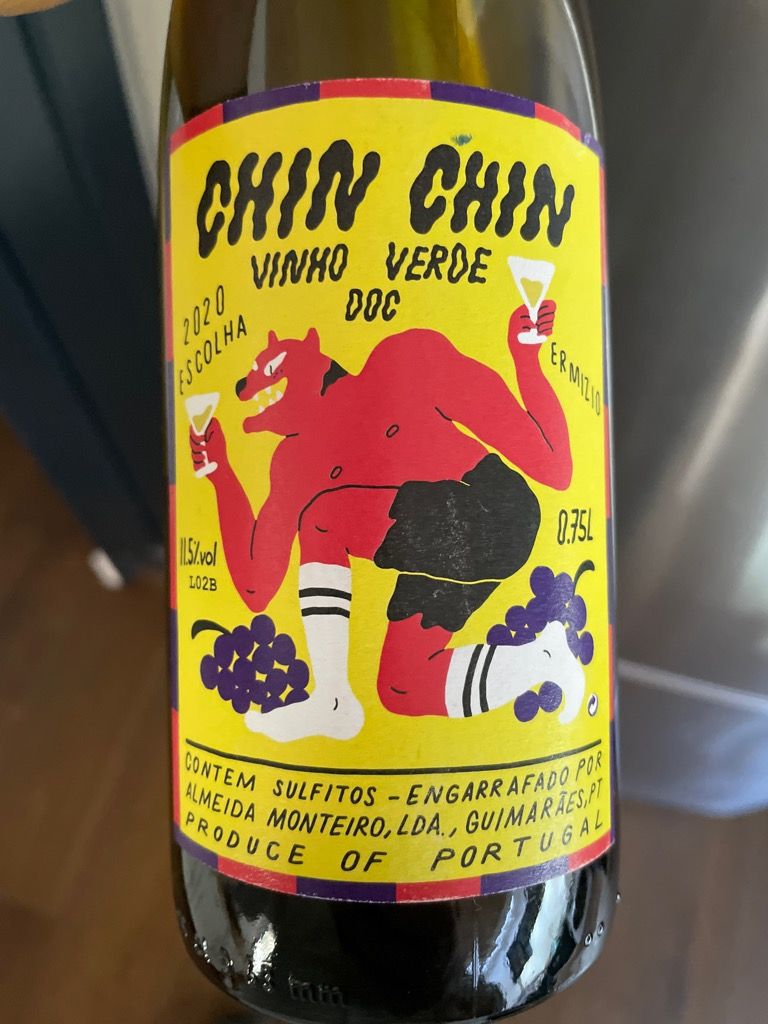 CHIN CHIN
VINHO VERDE
DOC
2020
ESCOLHA
ERMIZIO
11.5%.vol
L02B
0.75L
CONTEM SULFITOS - ENGARRAFADO POR
ALMEIDA MONTEIRO, LDA., GUIMARÃES, PT
PRODUCE OF PORTUGAL